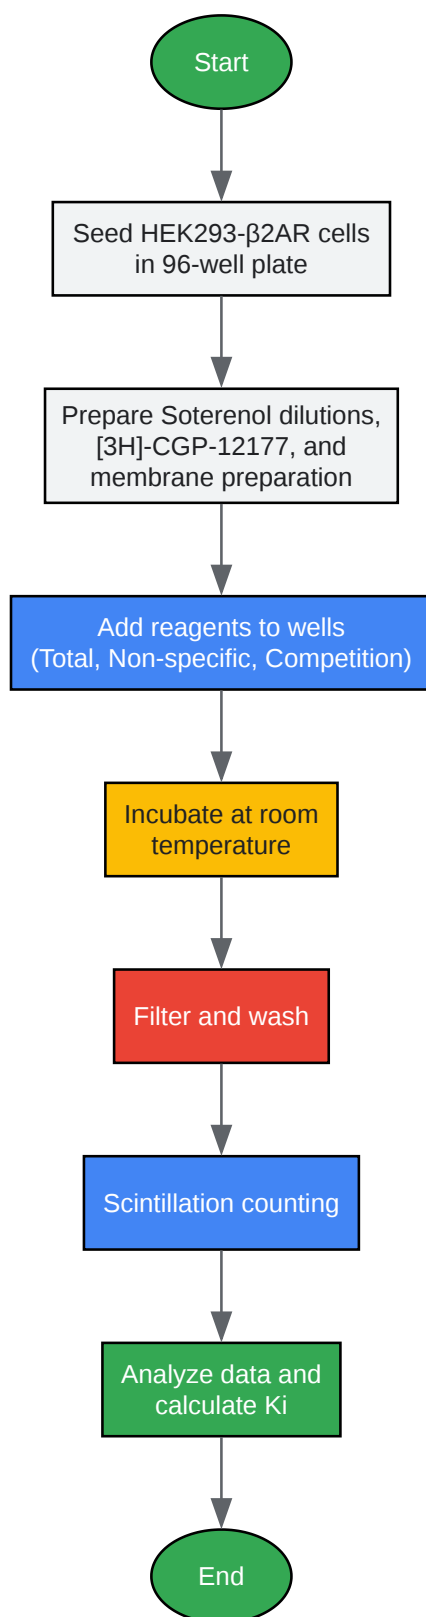 Start
Seed HEK293-β2AR cells
in 96-well plate
Prepare Soterenol dilutions,
[3H]-CGP-12177, and
membrane preparation
Add reagents to wells
(Total, Non-specific, Competition)
Incubate at room
temperature
Filter and wash
Scintillation counting
Analyze data and
calculate Ki
End